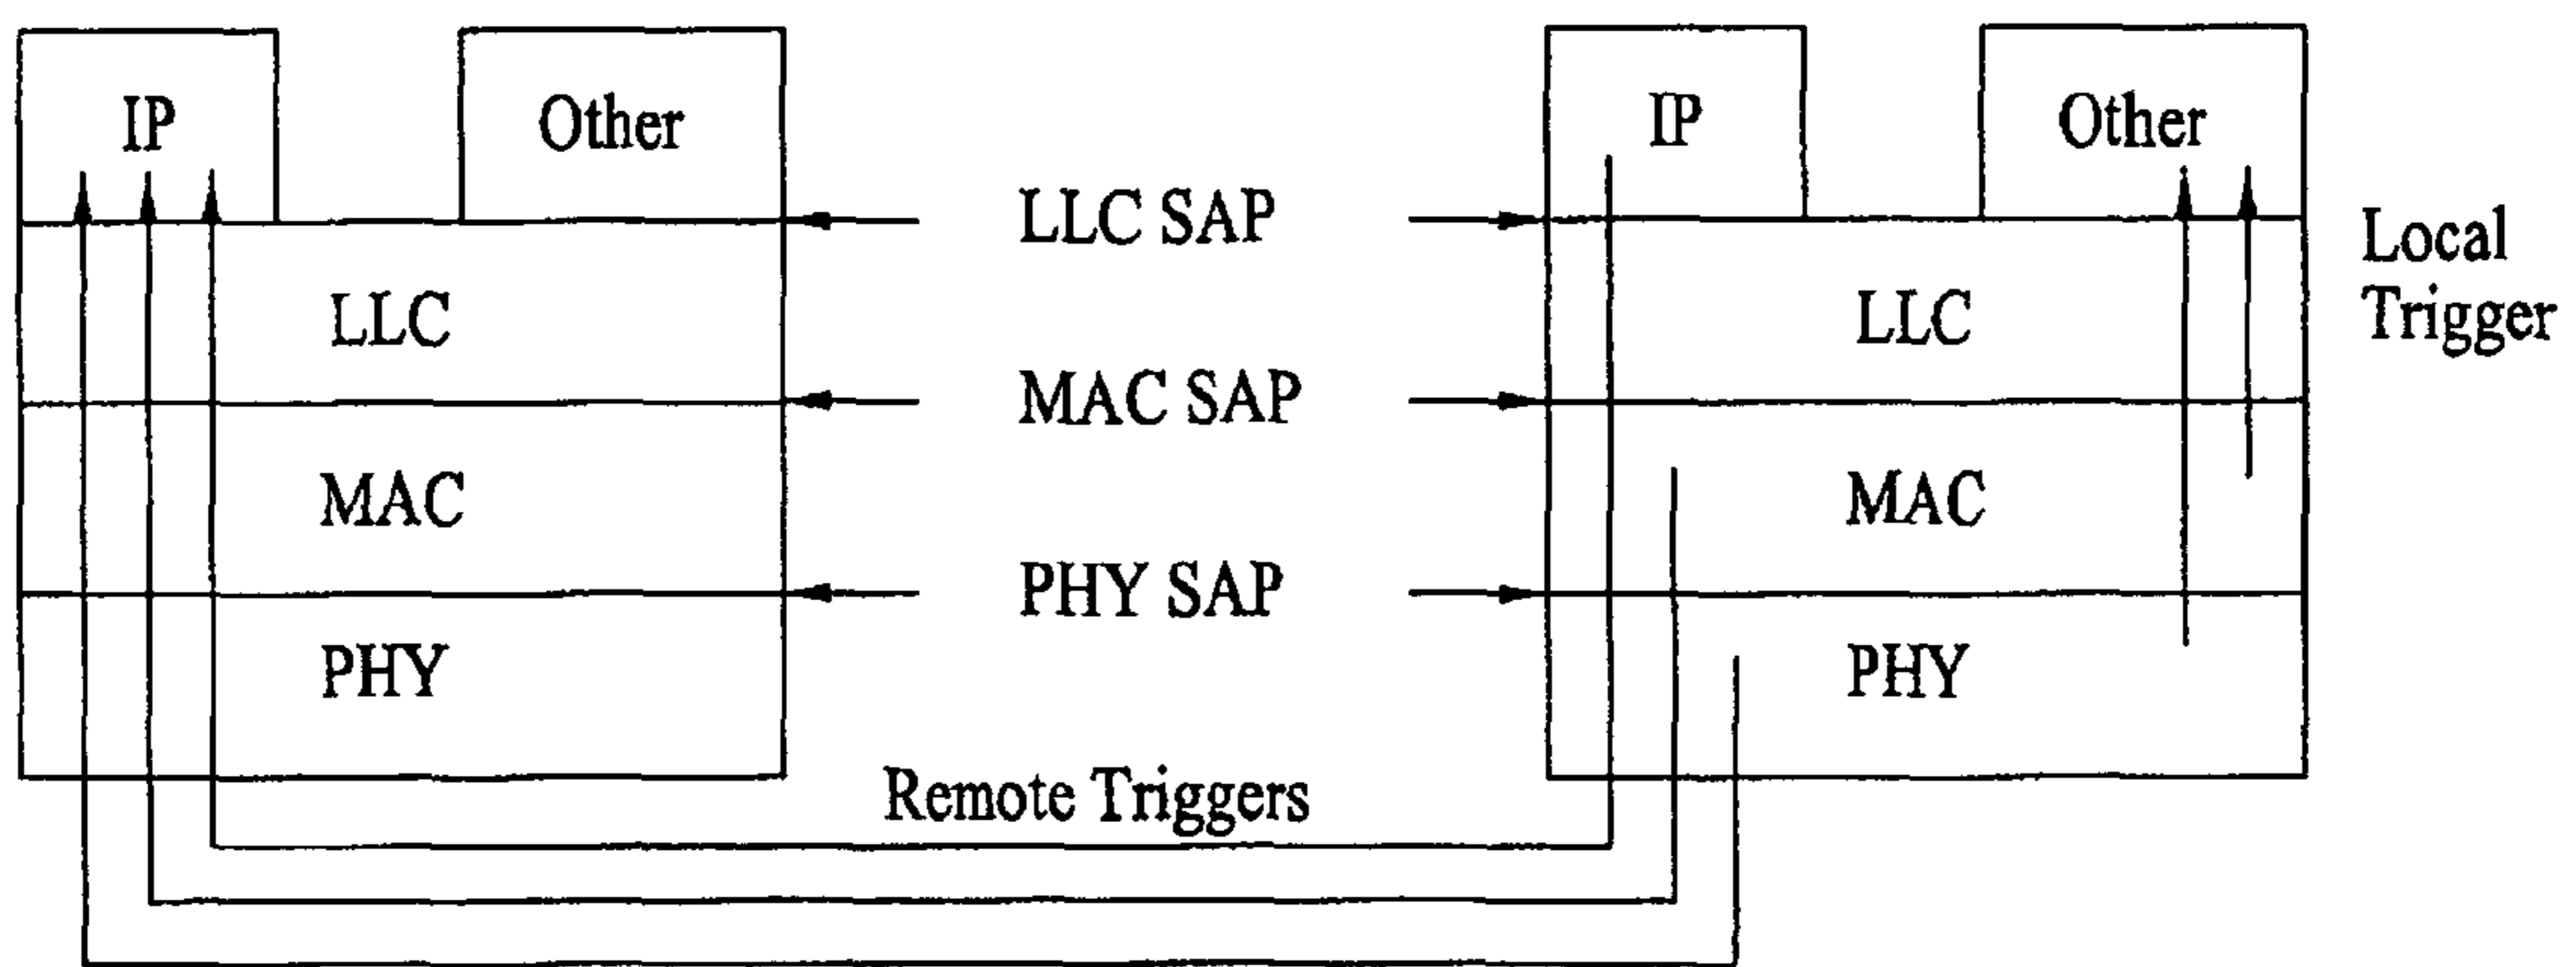 IP
Other
IP
Other
LLC SAP
Local
Trigger
LLC
LLC
MAC SAP
MAC
MAC
PHY SAP
PHY
PHY
Remote Triggers